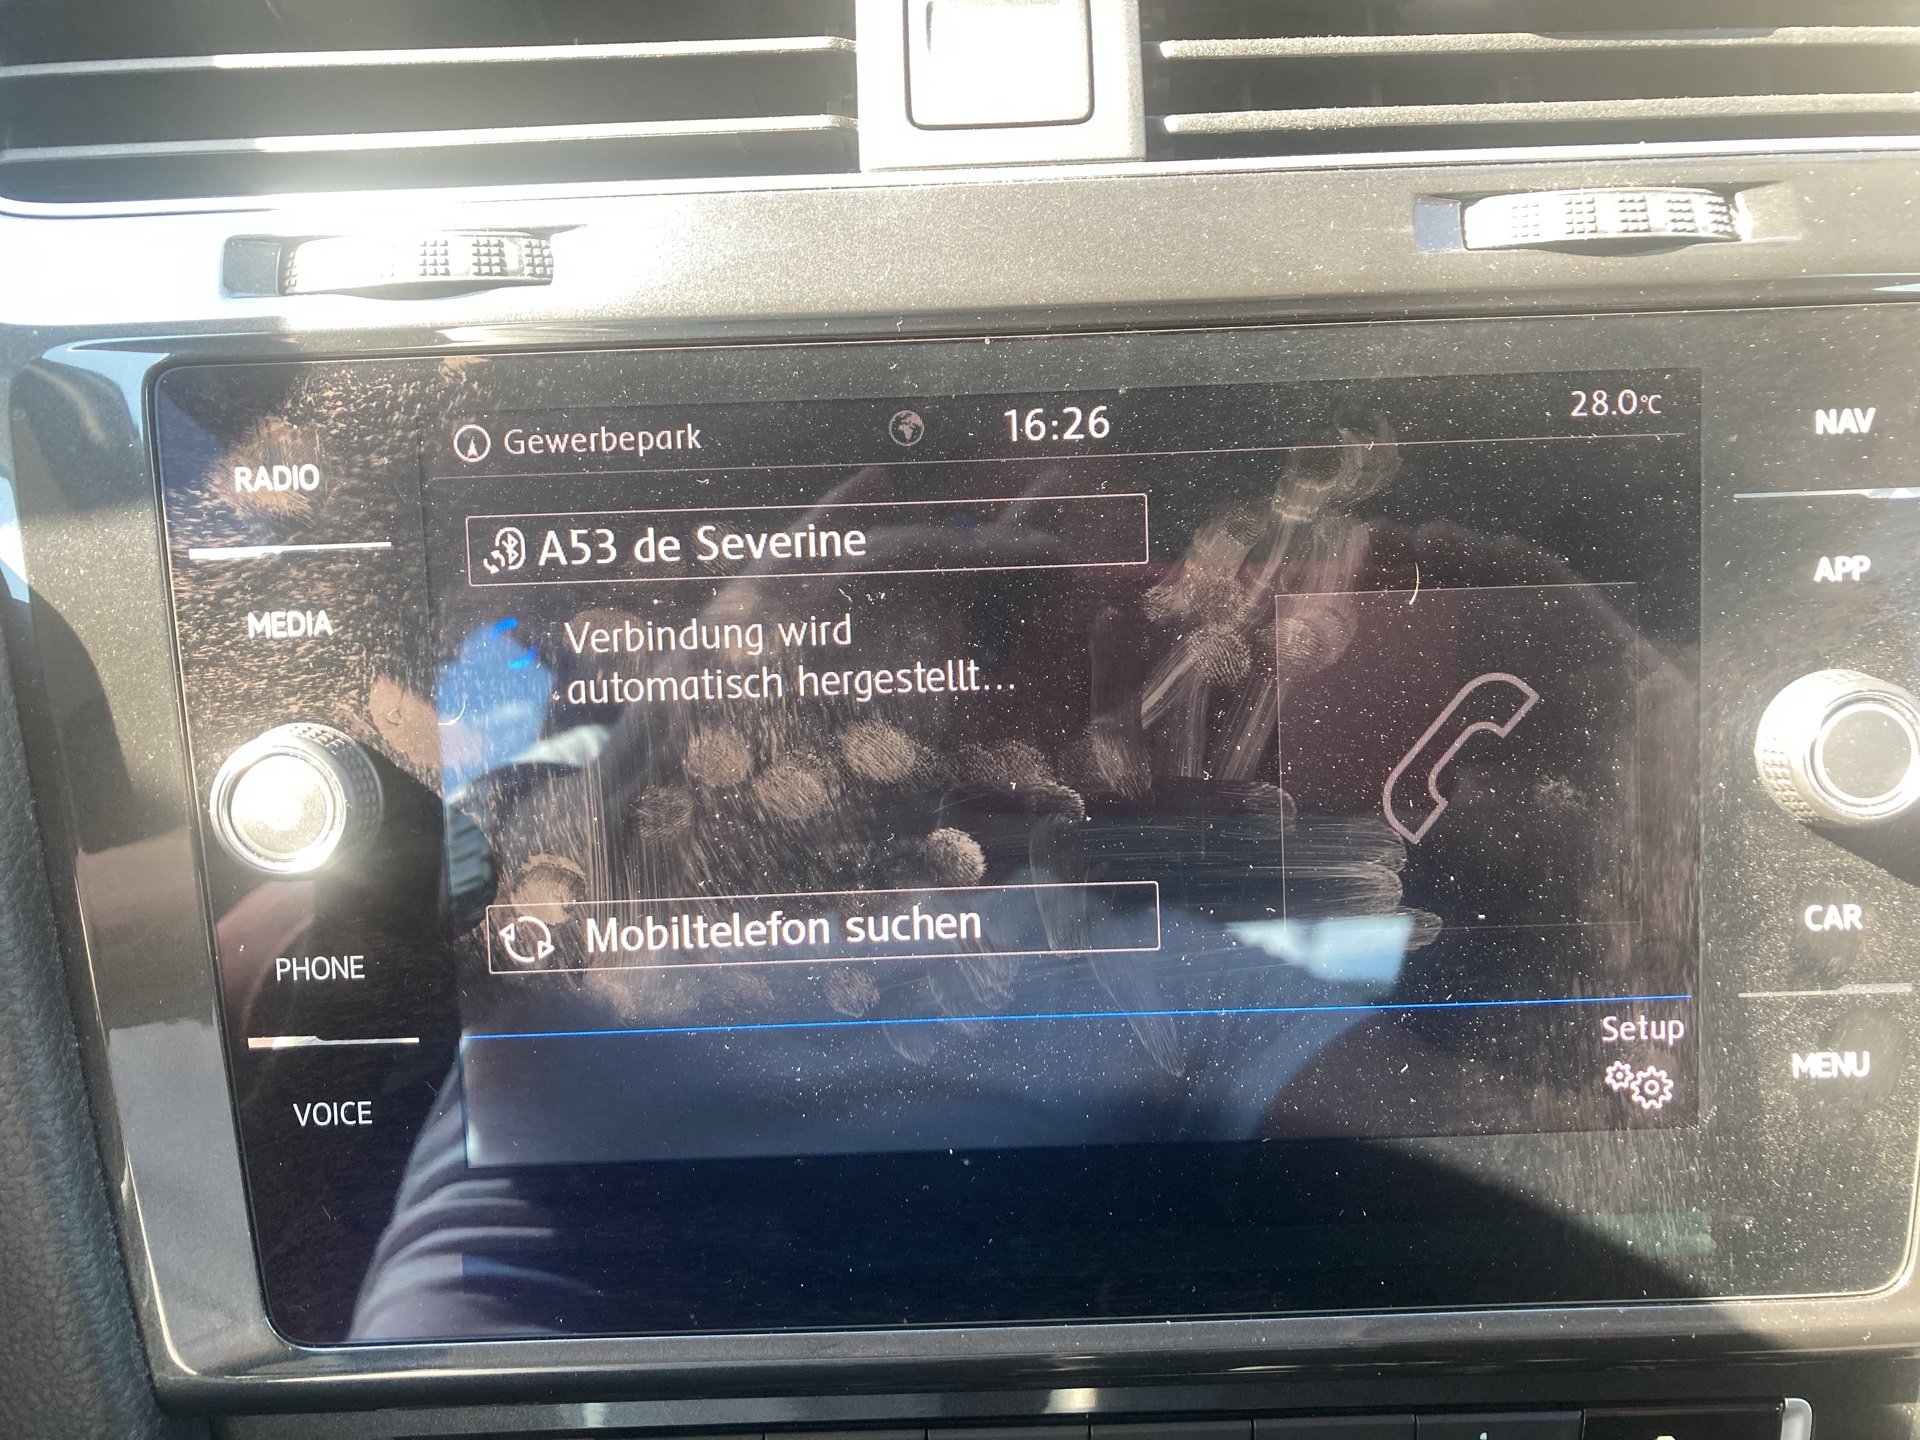 Gewerbepark 16:26 28.0°C
RADIO
MEDIA
PHONE
VOICE
A53 de Severine
Verbindung wird
automatisch hergestellt...
Mobiltelefon suchen
Setup
NAV
APP
CAR
MENU